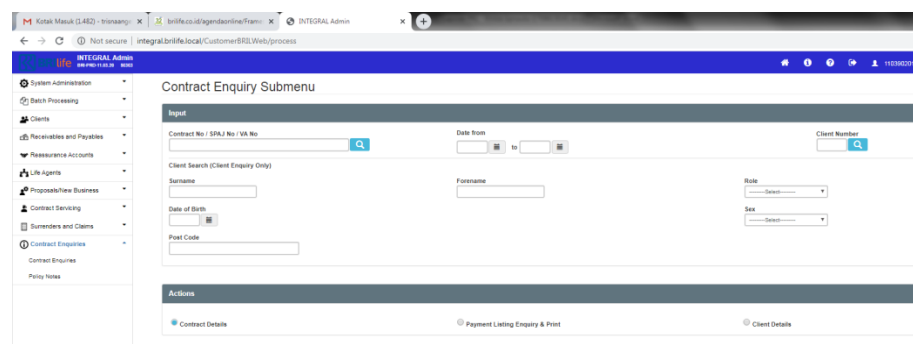 Kotak Masuk (1.482) - trisnaangg
brilife.co.id/agendaonline/Frame
INTEGRAL Admin
Not secure | integral.brilife.local/CustomerBRILWeb/process
life INTEGRAL Admin
System Administration
Contract Enquiry Submenu
Batch Processing
Clients
Input
Receivables and Payables
Contract No / SPAJ No / VA No
Date from
Client Number
Reassurance Accounts
to
Life Agents
Client Search (Client Enquiry Only)
Proposals/New Business
Surname
Forename
Role
--------Select--------
Contract Servicing
Date of Birth
Sex
Surrenders and Claims
--------Select--------
Contract Enquiries
Post Code
Contract Enquires
Policy Notes
Actions
Contract Details
Payment Listing Enquiry & Print
Client Details